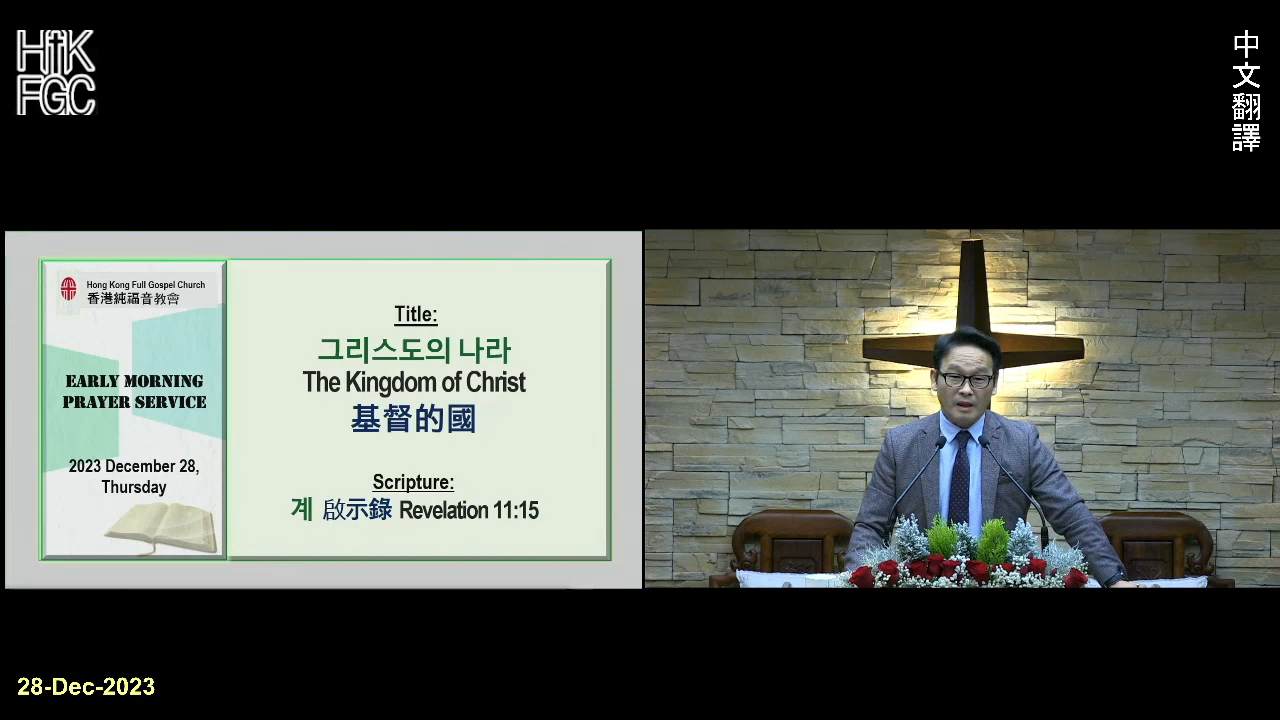 HfK
FGC
中文翻譯
Hong Kong Full Gospel Church
香港純福音教會
EARLY MORNING
PRAYER SERVICE
2023 December 28,
Thursday
Title:
그리스도의 나라
The Kingdom of Christ
基督的國
Scripture:
계 啟示錄 Revelation 11:15
28-Dec-2023